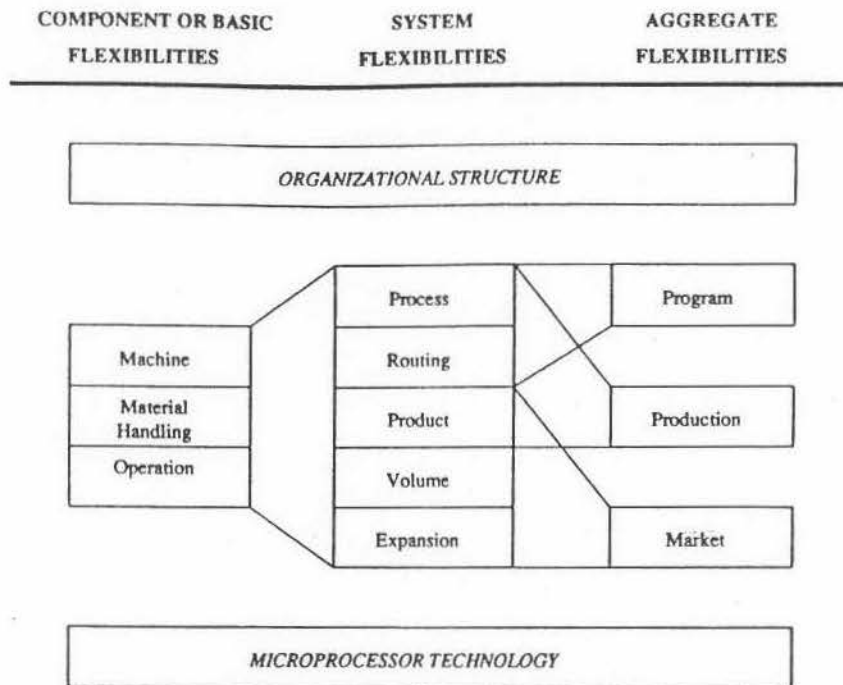 COMPONENT OR BASIC
FLEXIBILITIES
SYSTEM
FLEXIBILITIES
AGGREGATE
FLEXIBILITIES
ORGANIZATIONAL STRUCTURE
Machine
Material
Handling
Operation
Process
Routing
Product
Volume
Expansion
Program
Production
Market
MICROPROCESSOR TECHNOLOGY